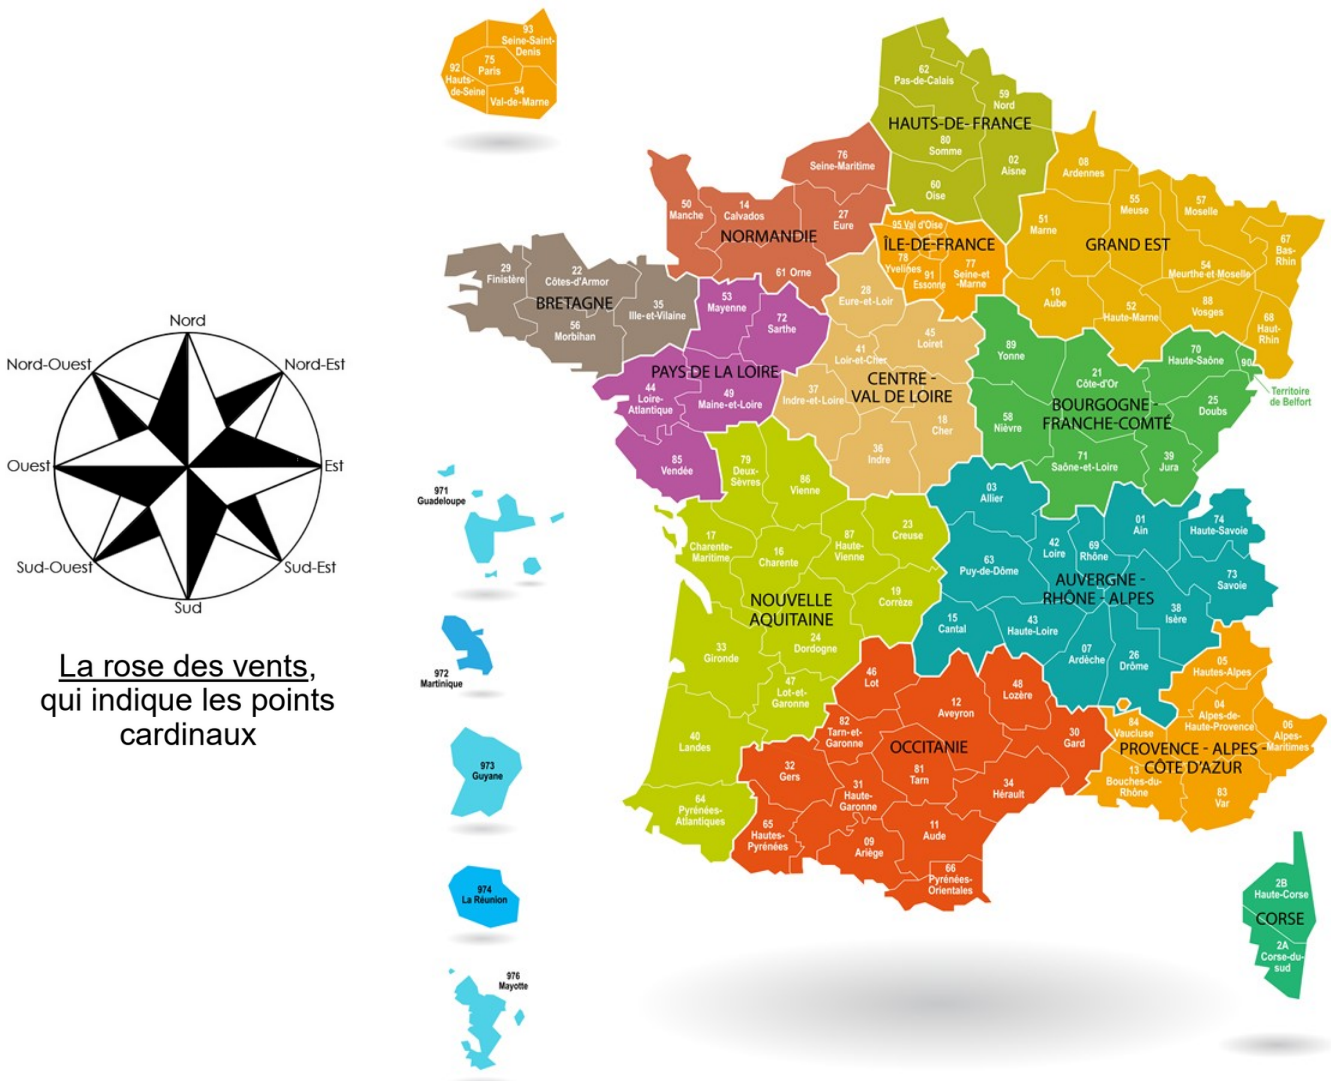 Nord
Nord-Ouest
Nord-Est
Ouest
Est
Sud-Ouest
Sud-Est
Sud
La rose des vents,
qui indique les points
cardinaux
93
Seine-Saint-
Denis
75
Paris
92
Hauts-
de-Seine
94
Val-de-Marne
971
Guadeloupe
972
Martinique
973
Guyane
974
La Réunion
976
Mayotte
HAUTS-DE-FRANCE
62
Pas-de-Calais
59
Nord
80
Somme
02
Aisne
60
Oise
NORMANDIE
76
Seine-Maritime
50
Manche
14
Calvados
27
Eure
61 Orne
ÎLE-DE-FRANCE
95 Val d'Oise
78
Yvelines
91
Essonne
77
Seine-et
-Marne
GRAND EST
08
Ardennes
51
Marne
55
Meuse
57
Moselle
54
Meurthe-et-Moselle
67
Bas-
Rhin
10
Aube
52
Haute-Marne
88
Vosges
68
Haut-
Rhin
BRETAGNE
29
Finistère
22
Côtes-d'Armor
35
Ille-et-Vilaine
56
Morbihan
PAYS DE LA LOIRE
53
Mayenne
72
Sarthe
44
Loire-
Atlantique
49
Maine-et-Loire
85
Vendée
CENTRE -
VAL DE LOIRE
28
Eure-et-Loir
45
Loiret
41
Loir-et-Cher
37
Indre-et-Loire
18
Cher
36
Indre
BOURGOGNE -
FRANCHE-COMTÉ
89
Yonne
21
Côte-d'Or
70
Haute-Saône
90
Territoire
de Belfort
25
Doubs
58
Nièvre
71
Saône-et-Loire
39
Jura
NOUVELLE
AQUITAINE
79
Deux-
Sèvres
86
Vienne
17
Charente-
Maritime
16
Charente
87
Haute-
Vienne
23
Creuse
19
Corrèze
24
Dordogne
33
Gironde
47
Lot-et-
Garonne
40
Landes
64
Pyrénées-
Atlantiques
AUVERGNE -
RHÔNE - ALPES
03
Allier
63
Puy-de-Dôme
42
Loire
69
Rhône
01
Ain
74
Haute-Savoie
73
Savoie
38
Isère
15
Cantal
43
Haute-Loire
07
Ardèche
26
Drôme
OCCITANIE
46
Lot
12
Aveyron
48
Lozère
82
Tarn-et-
Garonne
30
Gard
32
Gers
81
Tarn
31
Haute-
Garonne
34
Hérault
65
Hautes-
Pyrénées
09
Ariège
11
Aude
66
Pyrénées-
Orientales
PROVENCE - ALPES -
CÔTE D'AZUR
05
Hautes-Alpes
04
Alpes-de-
Haute-Provence
06
Alpes-
Maritimes
84
Vaucluse
13
Bouches-du-
Rhône
83
Var
CORSE
2B
Haute-Corse
2A
Corse-du-
sud